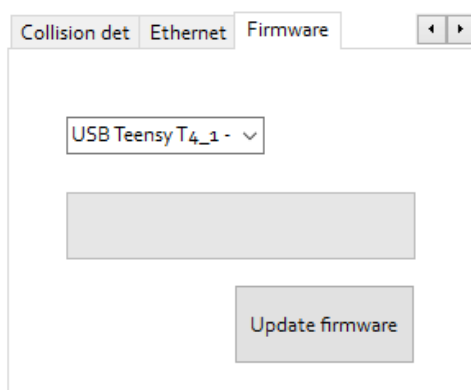 Collision det Ethernet Firmware
USB Teensy T4_1 -
Update firmware